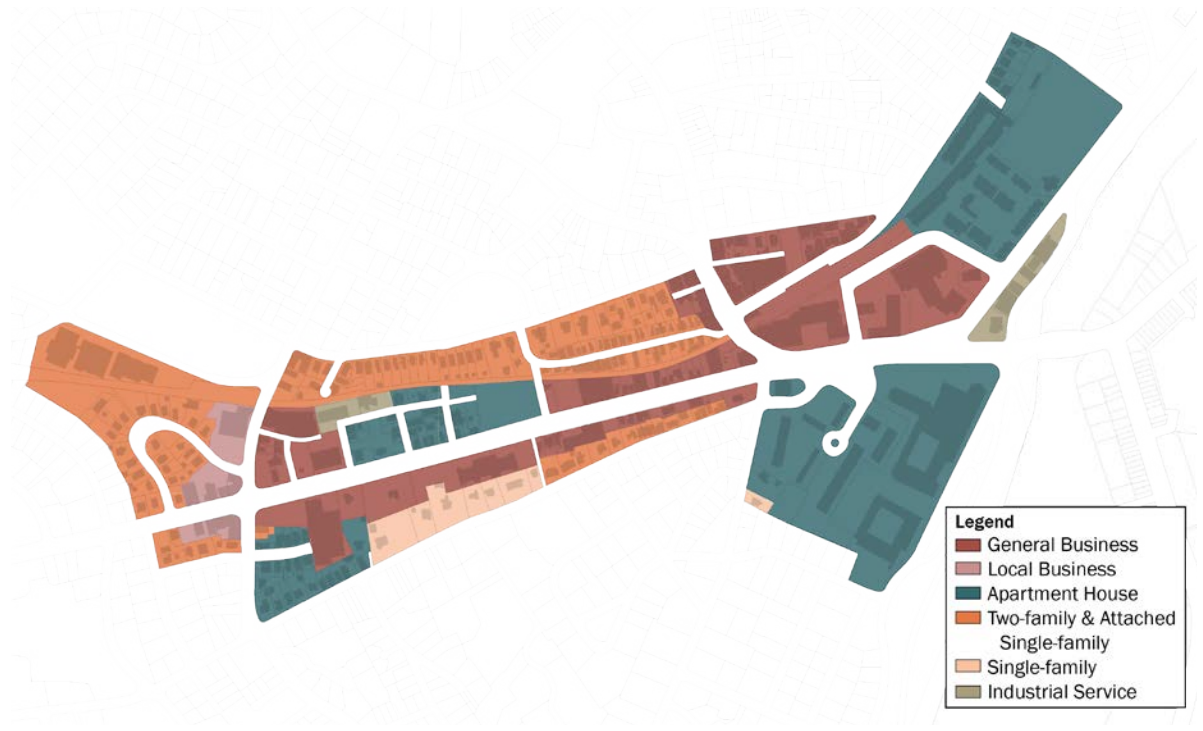 Legend
General Business
Local Business
Apartment House
Two-family & Attached
Single-family
Single-family
Industrial Service